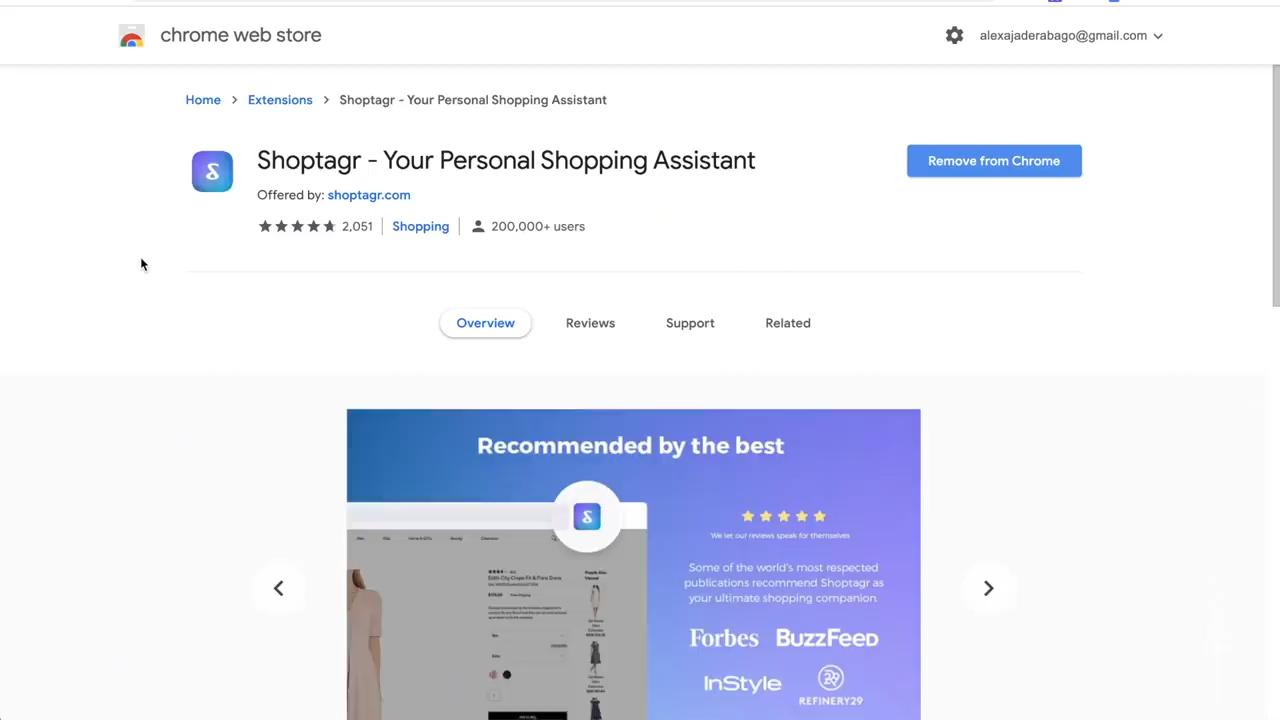 chrome web store
alexajaderabago@gmail.com
Home > Extensions > Shoptagr - Your Personal Shopping Assistant
Shoptagr - Your Personal Shopping Assistant
Remove from Chrome
Offered by: shoptagr.com
2,051 Shopping 200,000+ users
Overview Reviews Support Related
Recommended by the best
We let our reviews speak for themselves
Some of the world's most respected
publications recommend Shoptagr as
your ultimate shopping companion.
Forbes BuzzFeed
InStyle
REFINERY29